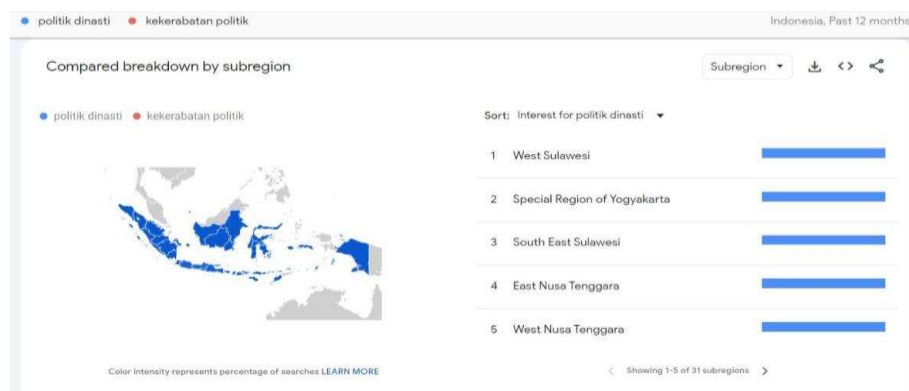 politik dinasti kekerabatan politik Indonesia, Past 12 months
Compared breakdown by subregion Subregion
politik dinasti kekerabatan politik
Sort: Interest for politik dinasti
1 West Sulawesi
2 Special Region of Yogyakarta
3 South East Sulawesi
4 East Nusa Tenggara
5 West Nusa Tenggara
Color intensity represents percentage of searches LEARN MORE
Showing 1-5 of 31 subregions